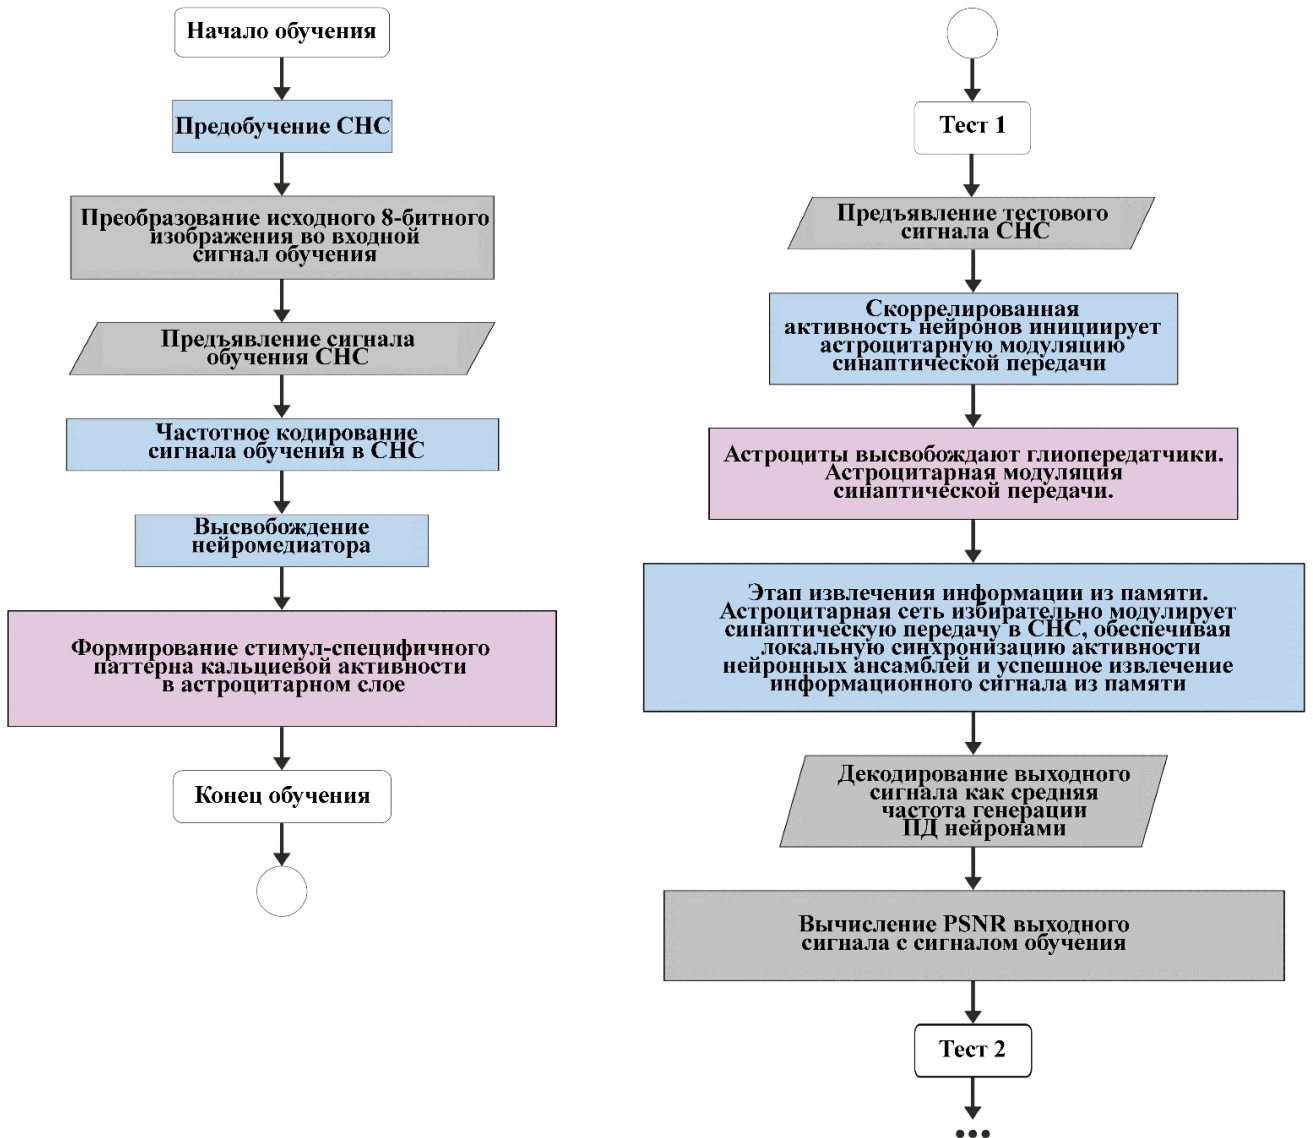 Начало обучения
Предобучение СНС
Преобразование исходного 8-битного
изображения во входной
сигнал обучения
Предъявление сигнала
обучения СНС
Частотное кодирование
сигнала обучения в СНС
Высвобождение
нейромедиатора
Формирование стимул-специфичного
паттерна кальциевой активности
в астроцитарном слое
Конец обучения
Тест 1
Предъявление тестового
сигнала СНС
Скоррелированная
активность нейронов инициирует
астроцитарную модуляцию
синаптической передачи
Астроциты высвобождают глиопередатчики.
Астроцитарная модуляция
синаптической передачи.
Этап извлечения информации из памяти.
Астроцитарная сеть избирательно модулирует
синаптическую передачу в СНС, обеспечивая
локальную синхронизацию активности
нейронных ансамблей и успешное извлечение
информационного сигнала из памяти
Декодирование выходного
сигнала как средняя
частота генерации
ПД нейронами
Вычисление PSNR выходного
сигнала с сигналом обучения
Тест 2
•••